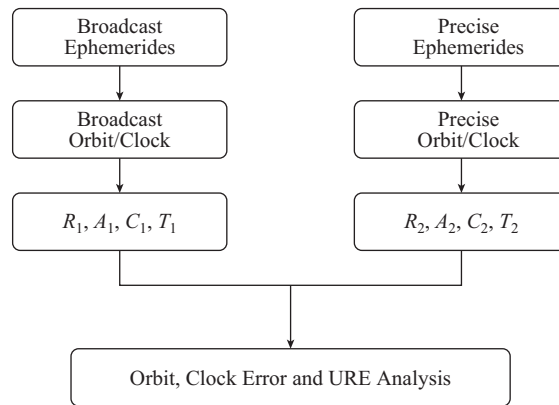 Broadcast
Ephemerides
Precise
Ephemerides
Broadcast
Orbit/Clock
Precise
Orbit/Clock
R₁, A₁, C₁, T₁
R₂, A₂, C₂, T₂
Orbit, Clock Error and URE Analysis